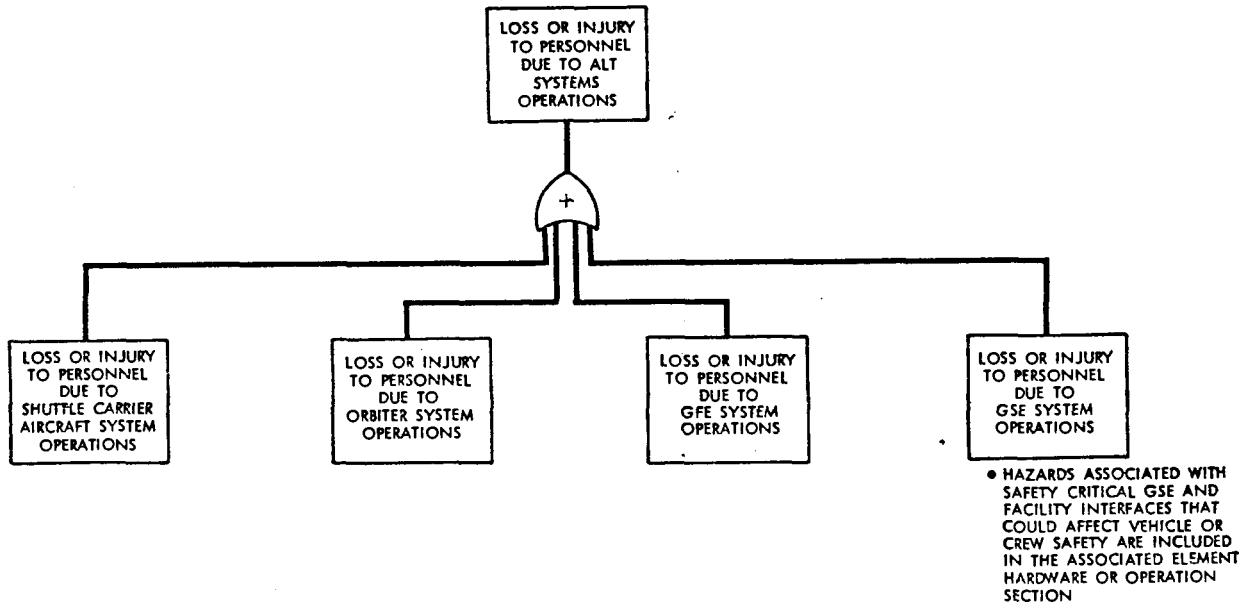 LOSS OR INJURY
TO PERSONNEL
DUE TO ALT
SYSTEMS
OPERATIONS
+
LOSS OR INJURY
TO PERSONNEL
DUE TO
SHUTTLE CARRIER
AIRCRAFT SYSTEM
OPERATIONS
LOSS OR INJURY
TO PERSONNEL
DUE TO
ORBITER SYSTEM
OPERATIONS
LOSS OR INJURY
TO PERSONNEL
DUE TO
GFE SYSTEM
OPERATIONS
LOSS OR INJURY
TO PERSONNEL
DUE TO
GSE SYSTEM
OPERATIONS
● HAZARDS ASSOCIATED WITH
SAFETY CRITICAL GSE AND
FACILITY INTERFACES THAT
COULD AFFECT VEHICLE OR
CREW SAFETY ARE INCLUDED
IN THE ASSOCIATED ELEMENT
HARDWARE OR OPERATION
SECTION